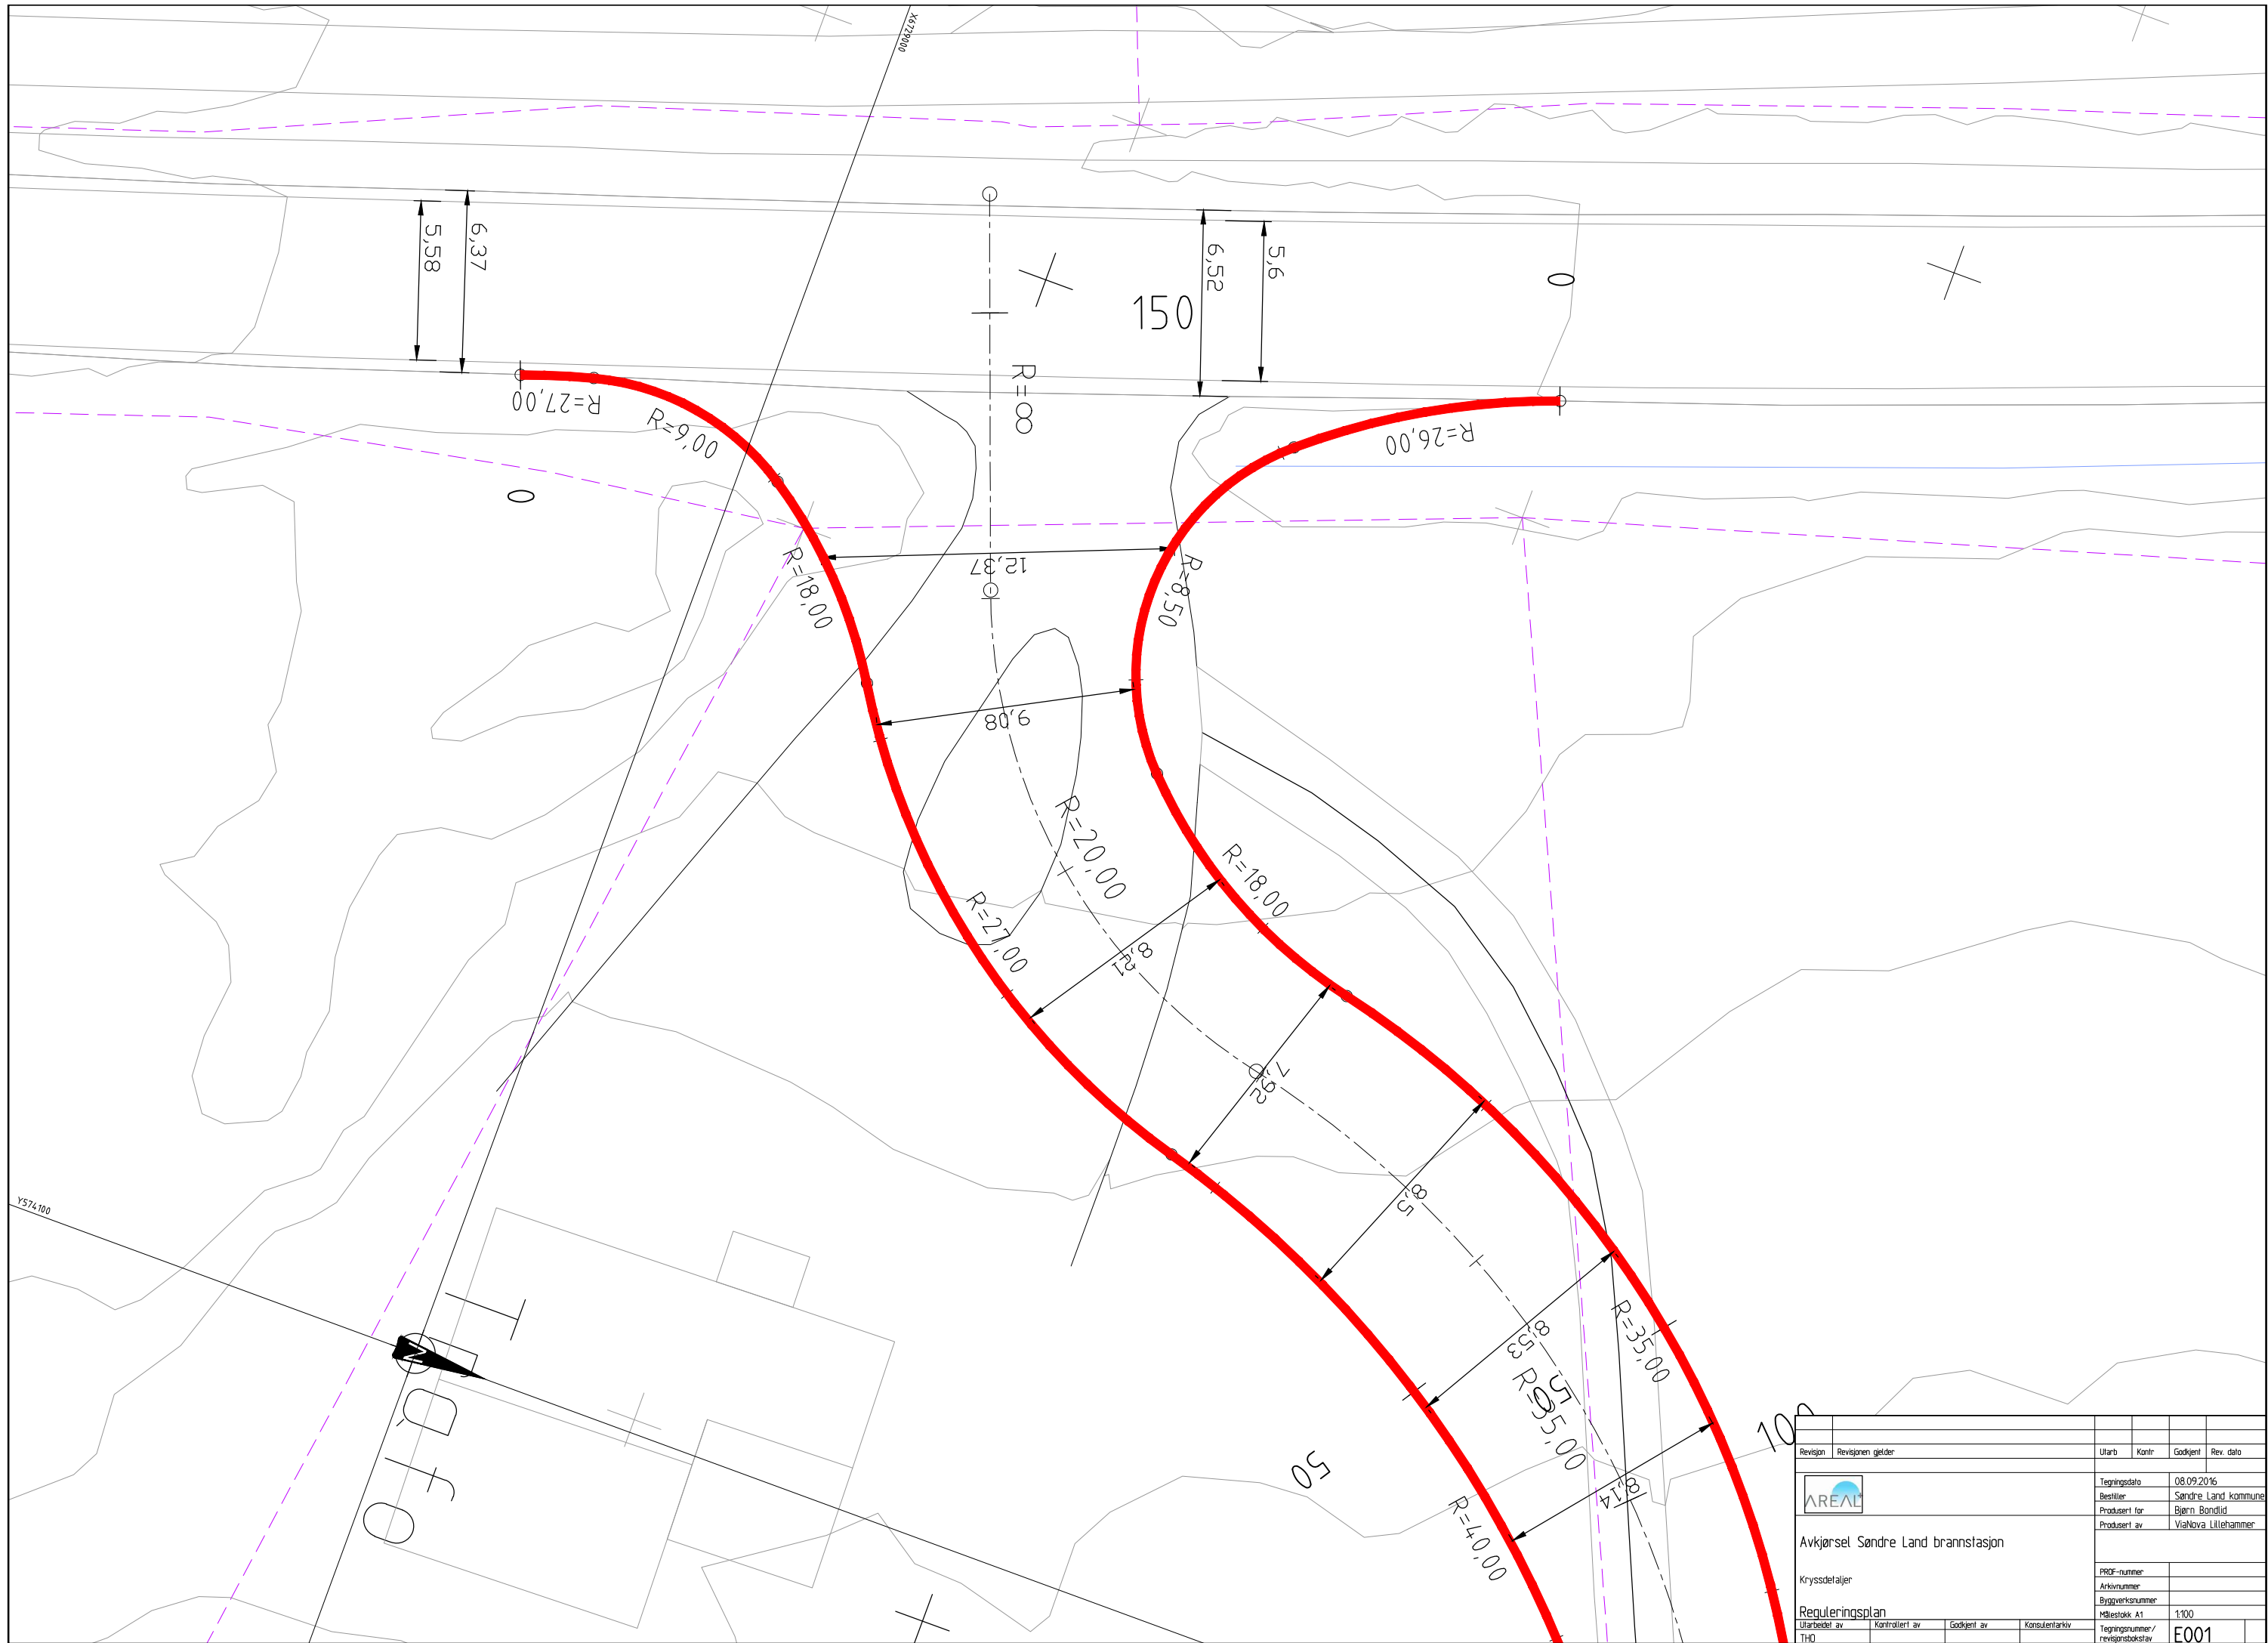 X6729000
5,58
6,37
6,52
5,6
150
0
R=∞
R=27,00
R=9,00
R=26,00
0
12,37
R=18,00
R=8,50
9,08
R=20,00
R=18,00
R=27,00
8,21
7,92
8,5
Y574100
N
8,53
R=35,00
R=35,00
50
50
100
8,14
R=40,00
Revisjon Revisjonen gjelder Utarb Kontr Godkjent Rev. dato
AREAL+
Tegningsdato 08.09.2016
Bestiller Søndre Land kommune
Produsert for Bjørn Bondlid
Produsert av ViaNova Lillehammer
Avkjørsel Søndre Land brannstasjon
Kryssdetaljer
PROF-nummer
Arkivnummer
Byggverksnummer
Reguleringsplan
Målestokk A1 1:100
Utarbeidet av Kontrollert av Godkjent av Konsulentarkiv
THO
Tegningsnummer/
revisjonsbokstav E001